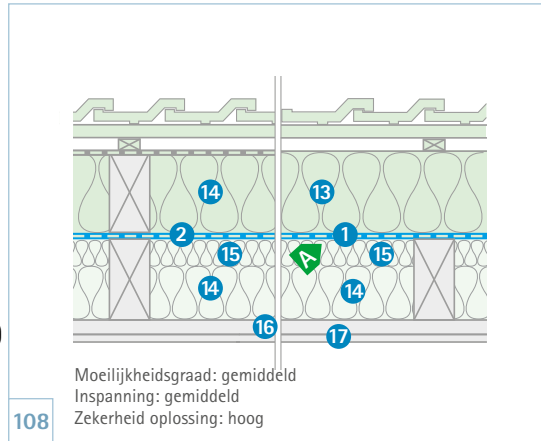 14
13
2
1
15
A
15
14
14
16
17
Moeilijkheidsgraad: gemiddeld
Inspanning: gemiddeld
Zekerheid oplossing: hoog
108